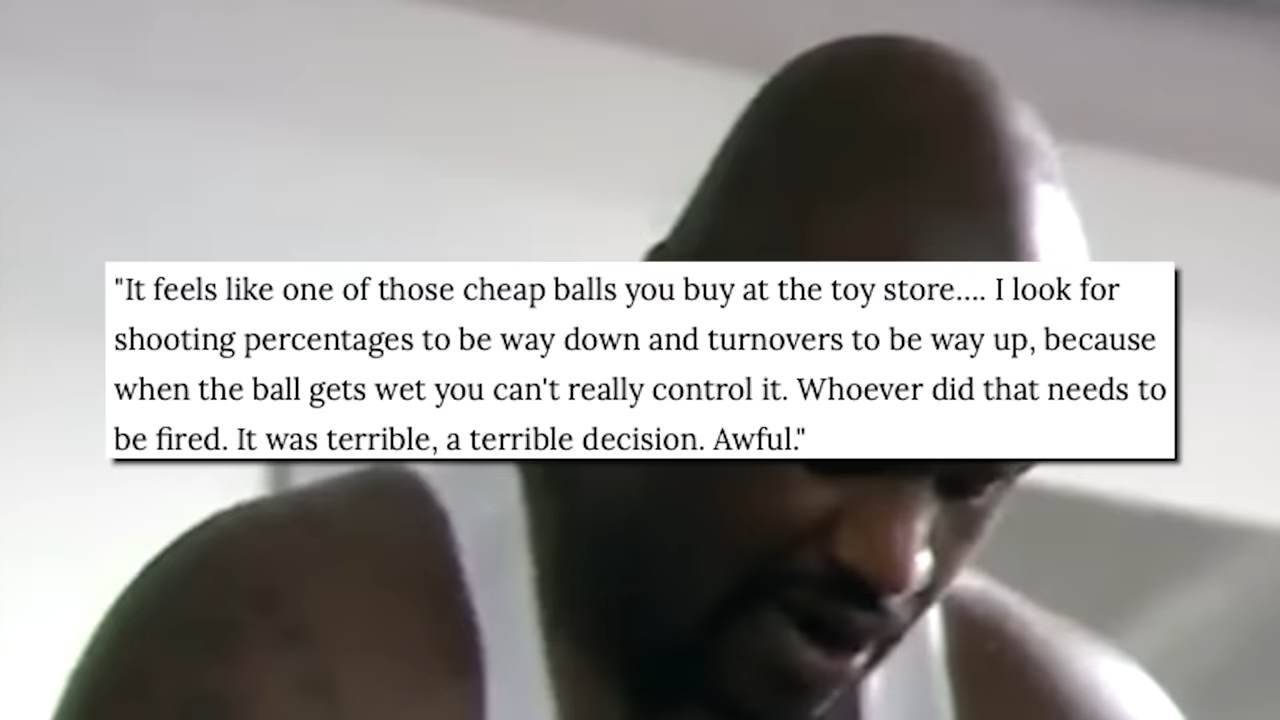 "It feels like one of those cheap balls you buy at the toy store.... I look for
shooting percentages to be way down and turnovers to be way up, because
when the ball gets wet you can't really control it. Whoever did that needs to
be fired. It was terrible, a terrible decision. Awful."